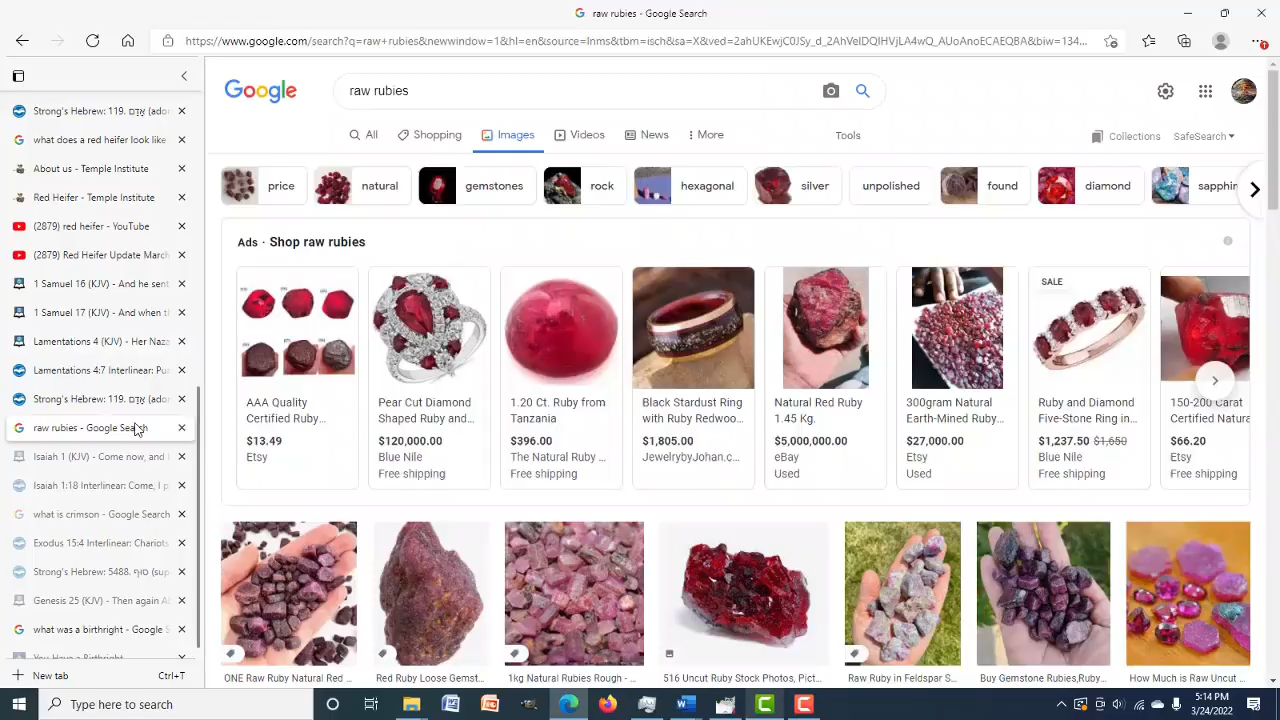 raw rubies - Google Search
https://www.google.com/search?q=raw+rubies&newwindow=1&hl=en&source=lnms&tbm=isch&sa=X&ved=2ahUKEwjC0JSy_d_2AhVeIDQIHVjLA4wQ_AUoAnoECAEQBA&biw=134...
Strong's Hebrew: 119. אָדַם (ado
what does a red heifer look like
About us - Temple Institute
Red Heifer - Temple Institute
(2879) red heifer - YouTube
(2879) Red Heifer Update March
1 Samuel 16 (KJV) - And he sent
1 Samuel 17 (KJV) - And when t
Lamentations 4 (KJV) - Her Naza
Lamentations 4:7 Interlinear: Pu
Strong's Hebrew: 119. אָדַם (ado
raw rubies - Google Search
Isaiah 1 (KJV) - Come now, and l
Isaiah 1:18 Interlinear: Come, I p
what is crimson - Google Search
Exodus 15:4 Interlinear: Chariots
Strong's Hebrew: 5488. סוּף (sup
Genesis 25 (KJV) - Then again A
what was a birthright - Google S
You Have a Birthright
New tab Ctrl+T
Google
raw rubies
All Shopping Images Videos News More Tools Collections SafeSearch
price natural gemstones rock hexagonal silver unpolished found diamond sapphir
Ads · Shop raw rubies
AAA Quality
Certified Ruby...
$13.49
Etsy
Pear Cut Diamond
Shaped Ruby and...
$120,000.00
Blue Nile
Free shipping
1.20 Ct. Ruby from
Tanzania
$396.00
The Natural Ruby ...
Free shipping
Black Stardust Ring
with Ruby Redwoo...
$1,805.00
JewelrybyJohan.c...
Natural Red Ruby
1.45 Kg.
$5,000,000.00
eBay
Used
300gram Natural
Earth-Mined Ruby...
$27,000.00
Etsy
Used
SALE
Ruby and Diamond
Five-Stone Ring in...
$1,237.50 $1,650
Blue Nile
Free shipping
150-200 Carat
Certified Natura
$66.20
Etsy
Free shipping
ONE Raw Ruby Natural Red ...
Red Ruby Loose Gemst...
1kg Natural Rubies Rough - ...
516 Uncut Ruby Stock Photos, Pict...
Raw Ruby in Feldspar S...
Buy Gemstone Rubies,Ruby...
How Much is Raw Uncut ...
Type here to search
5:14 PM
3/24/2022